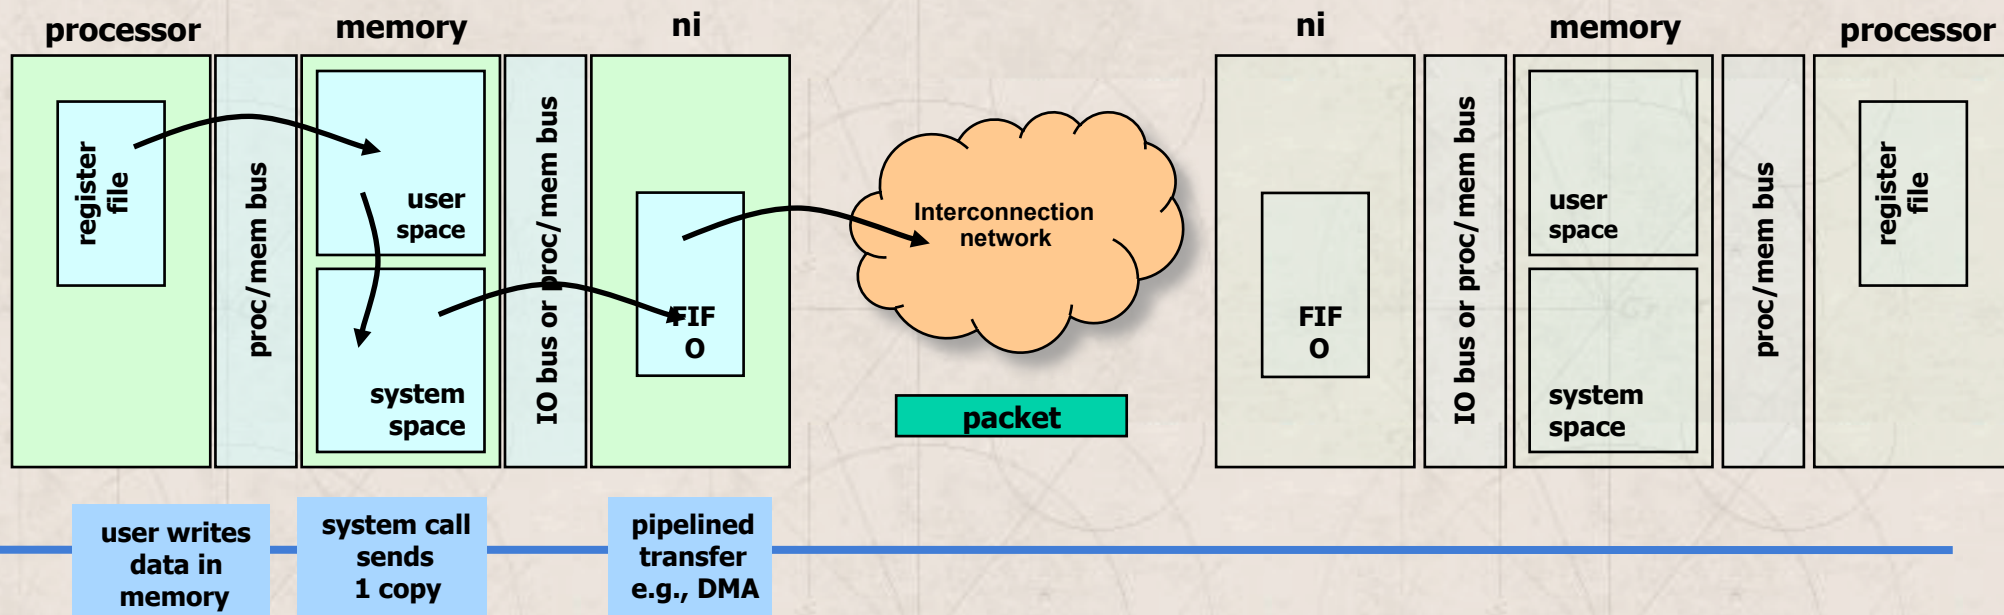 processor
memory
ni
ni
memory
processor
register
file
proc/mem bus
user
space
system
space
IO bus or proc/mem bus
FIF
O
Interconnection
network
packet
FIF
O
IO bus or proc/mem bus
user
space
system
space
proc/mem bus
register
file
user writes
data in
memory
system call
sends
1 copy
pipelined
transfer
e.g., DMA